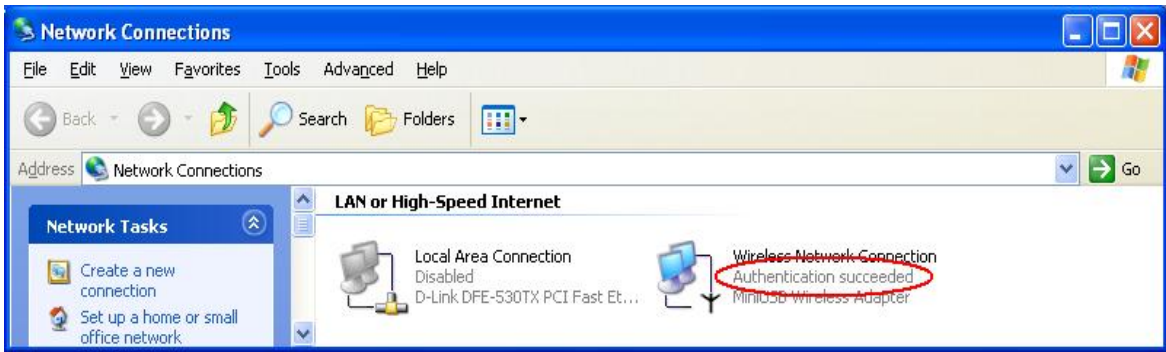 Network Connections
File Edit View Favorites Tools Advanced Help
Back Search Folders
Address Network Connections Go
Network Tasks
Create a new
connection
Set up a home or small
office network
LAN or High-Speed Internet
Local Area Connection
Disabled
D-Link DFE-530TX PCI Fast Et...
Wireless Network Connection
Authentication succeeded
MiniUSB Wireless Adapter